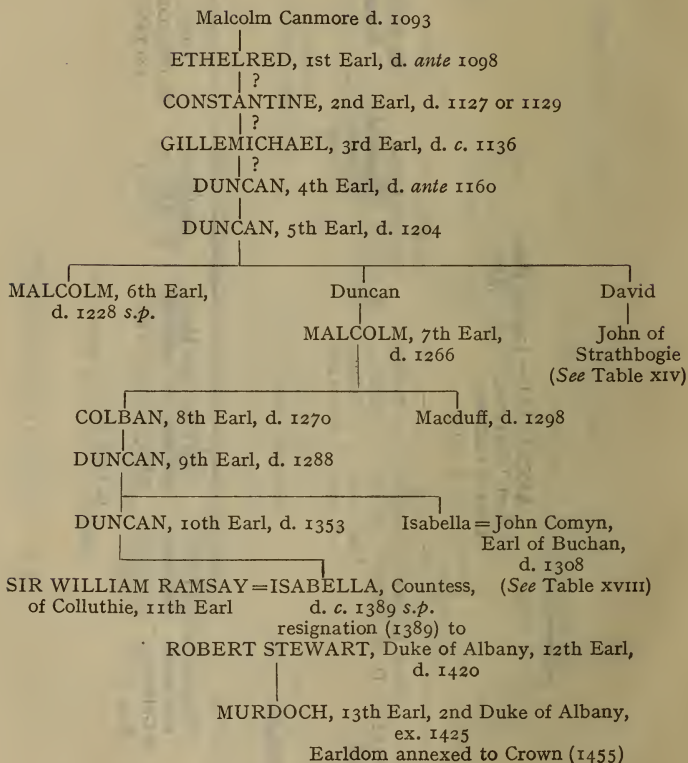 Malcolm Canmore d. 1093
ETHELRED, 1st Earl, d. ante 1098
?
CONSTANTINE, 2nd Earl, d. 1127 or 1129
?
GILLEMICHAEL, 3rd Earl, d. c. 1136
?
DUNCAN, 4th Earl, d. ante 1160
DUNCAN, 5th Earl, d. 1204
MALCOLM, 6th Earl,
d. 1228 s.p.
Duncan
MALCOLM, 7th Earl,
d. 1266
David
John of
Strathbogie
(See Table XIV)
COLBAN, 8th Earl, d. 1270
Macduff, d. 1298
DUNCAN, 9th Earl, d. 1288
DUNCAN, 10th Earl, d. 1353
Isabella = John Comyn,
Earl of Buchan,
d. 1308
(See Table XVIII)
SIR WILLIAM RAMSAY = ISABELLA, Countess,
of Colluthie, 11th Earl d. c. 1389 s.p.
resignation (1389) to
ROBERT STEWART, Duke of Albany, 12th Earl,
d. 1420
MURDOCH, 13th Earl, 2nd Duke of Albany,
ex. 1425
Earldom annexed to Crown (1455)